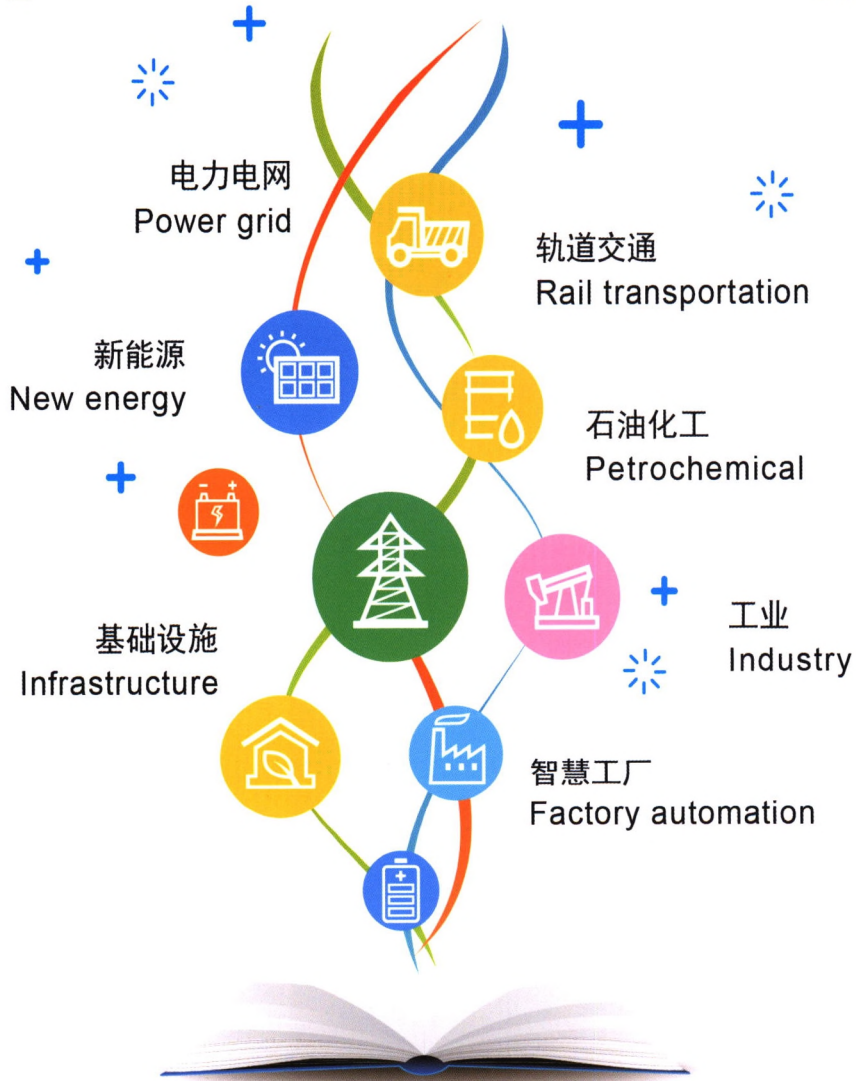 电力电网
Power grid
轨道交通
Rail transportation
新能源
New energy
石油化工
Petrochemical
工业
Industry
基础设施
Infrastructure
智慧工厂
Factory automation